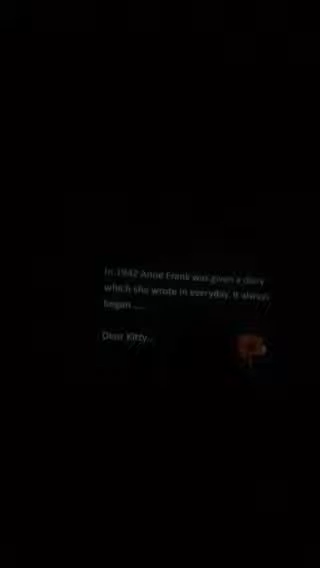 In 1942 Anne Frank was given a diary
which she wrote in everyday. It always
began .....
Dear Kitty...